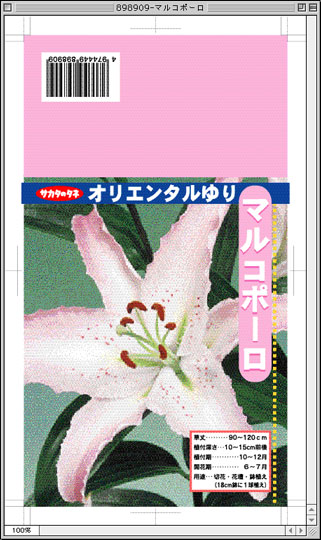 898909-マルコポーロ
4 974449 898909
サカタのタネ
オリエンタルゆり
マルコポーロ
草丈………90〜120cm
植付深さ…10〜15cm前後
植付期…………10〜12月
開花期………… 6〜7月
用途…切花・花壇・鉢植え
(18cm鉢に1球植え)
100%